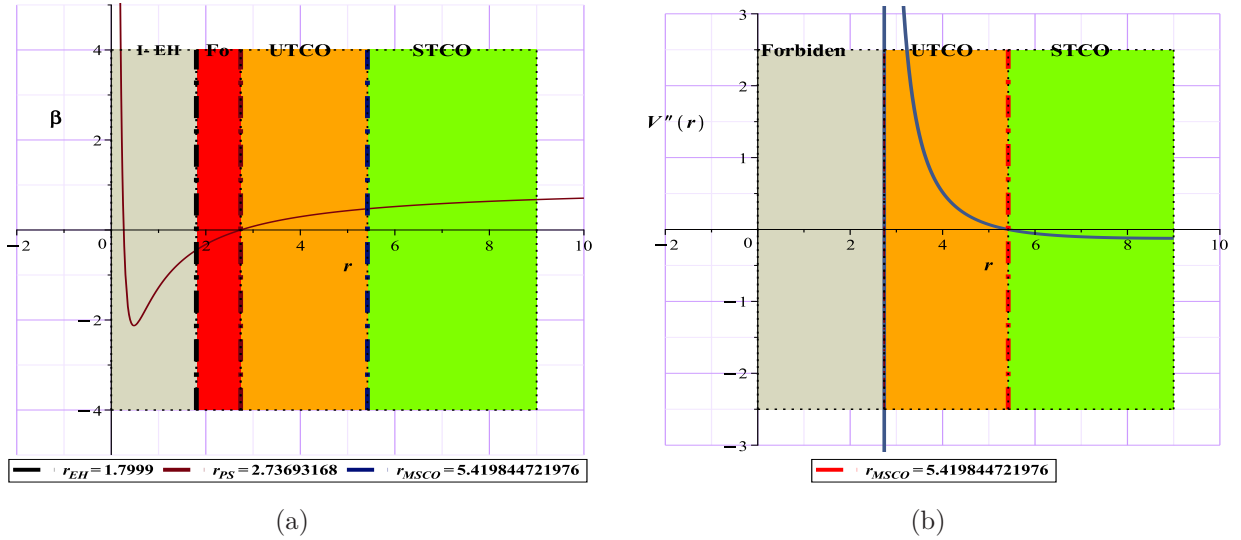 4
I- EH Fo UTCO STCO
β
2
−2 0 2 4 6 8 10
r
−2
−4
r_EH = 1.7999 r_PS = 2.73693168 r_MSCO = 5.419844721976
(a)
3
Forbiden UTCO STCO
2
V″(r)
1
−2 0 2 4 6 8 10
r
−1
−2
−3
r_MSCO = 5.419844721976
(b)